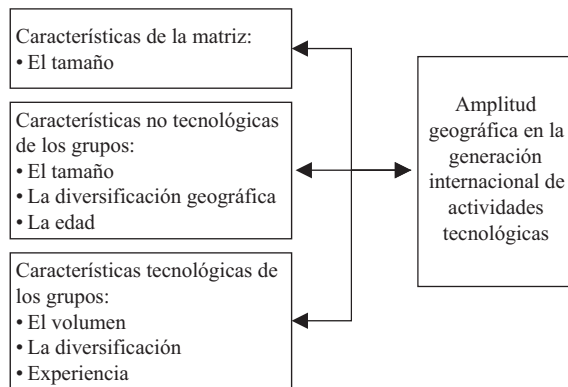 Características de la matriz:
• El tamaño
Características no tecnológicas
de los grupos:
• El tamaño
• La diversificación geográfica
• La edad
Características tecnológicas de
los grupos:
• El volumen
• La diversificación
• Experiencia
Amplitud
geográfica en la
generación
internacional de
actividades
tecnológicas